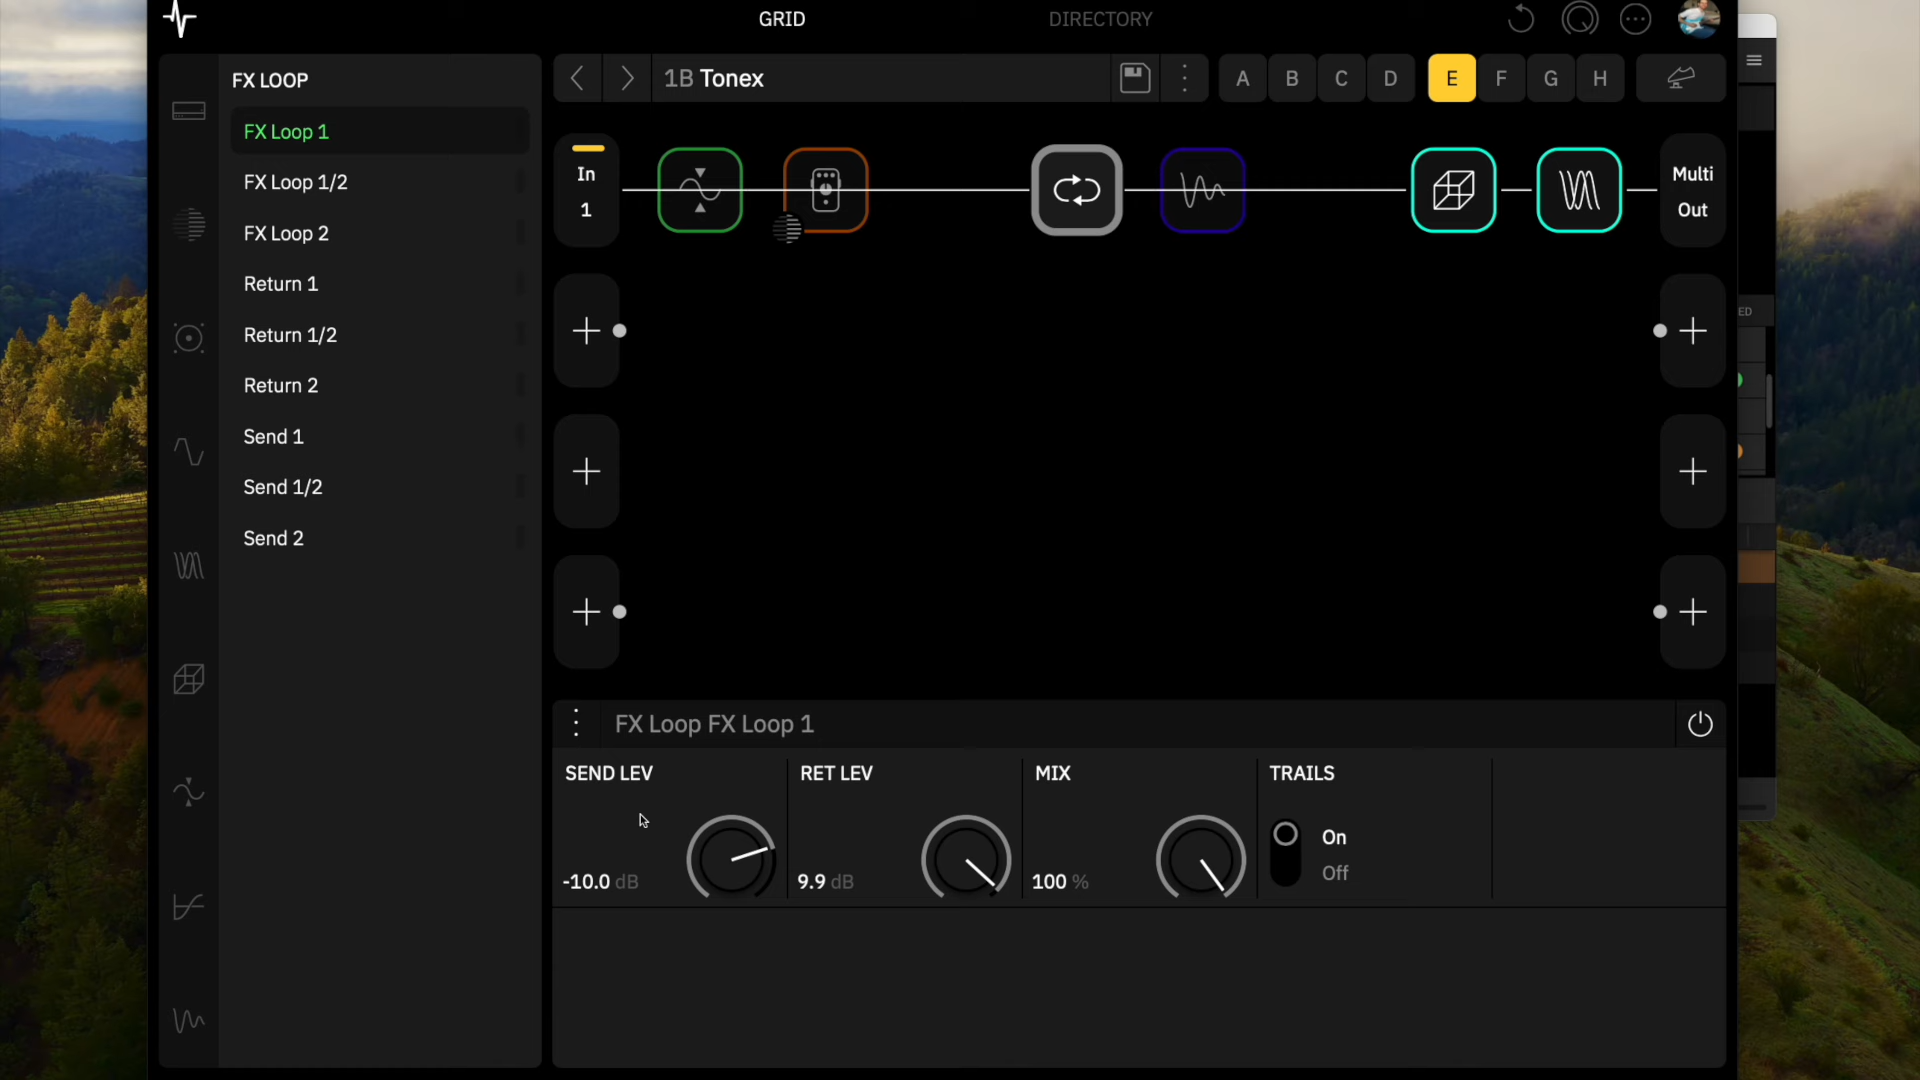 GRID
DIRECTORY
FX LOOP
FX Loop 1
FX Loop 1/2
FX Loop 2
Return 1
Return 1/2
Return 2
Send 1
Send 1/2
Send 2
1B Tonex
A B C D E F G H
In
1
Multi
Out
ED
FX Loop FX Loop 1
SEND LEV
-10.0 dB
RET LEV
9.9 dB
MIX
100 %
TRAILS
On
Off